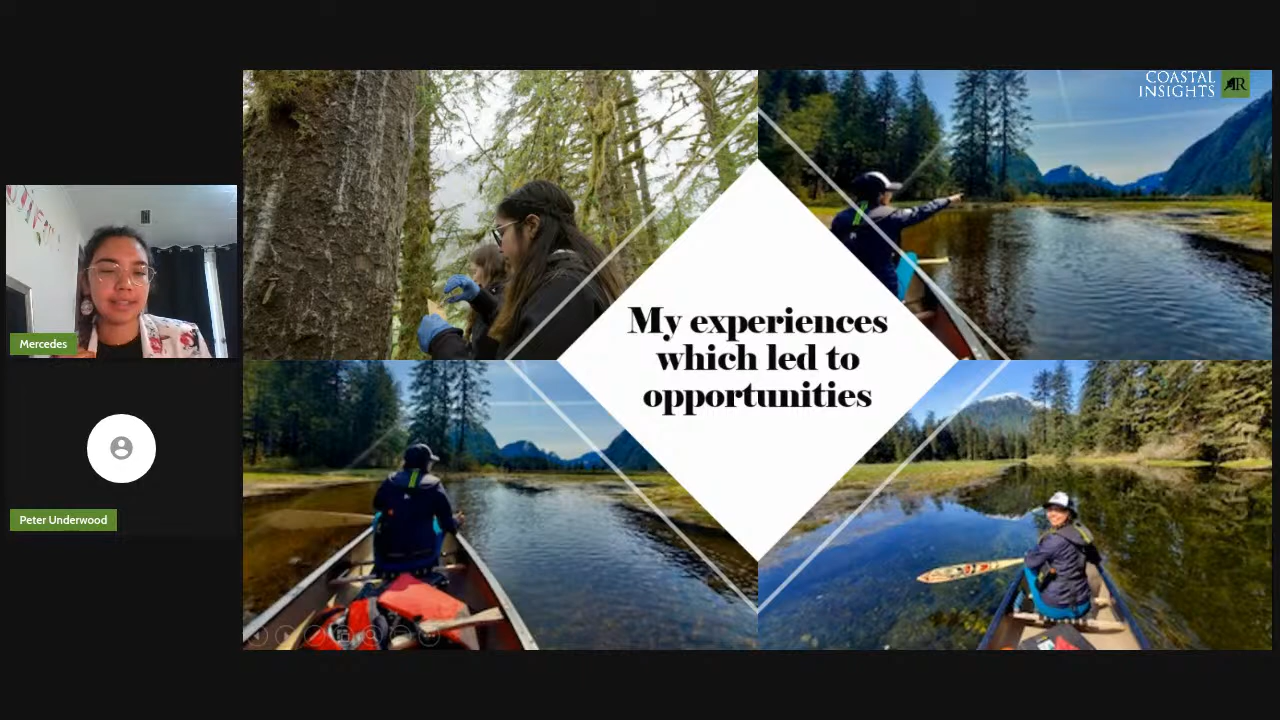 COASTAL
INSIGHTS
My experiences
which led to
opportunities
Mercedes
Peter Underwood